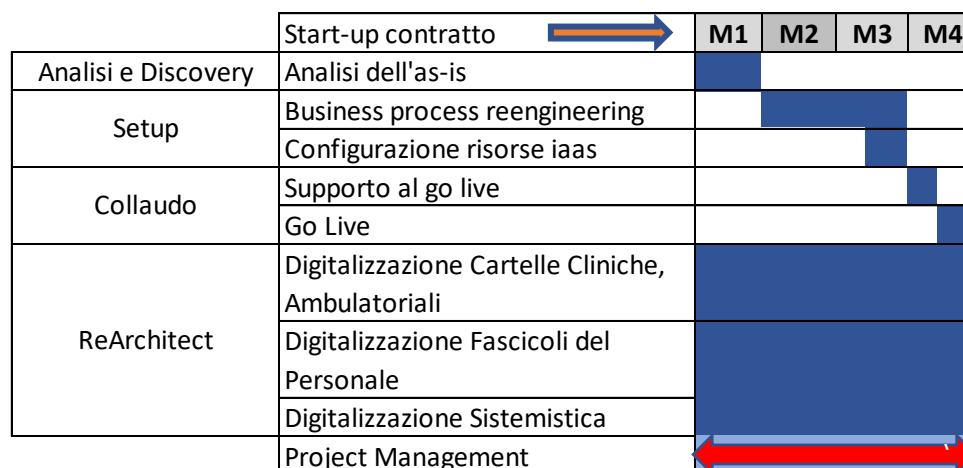 Start-up contratto M1 M2 M3 M4
Analisi e Discovery Analisi dell'as-is
Setup
Business process reengineering
Configurazione risorse iaas
Collaudo
Supporto al go live
Go Live
ReArchitect
Digitalizzazione Cartelle Cliniche,
Ambulatoriali
Digitalizzazione Fascicoli del
Personale
Digitalizzazione Sistemistica
Project Management